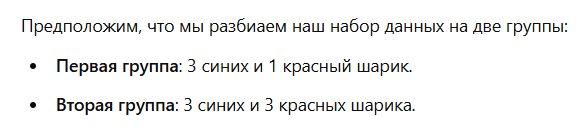 Предположим, что мы разбиаем наш набор данных на две группы:
• Первая группа: 3 синих и 1 красный шарик.
• Вторая группа: 3 синих и 3 красных шарика.